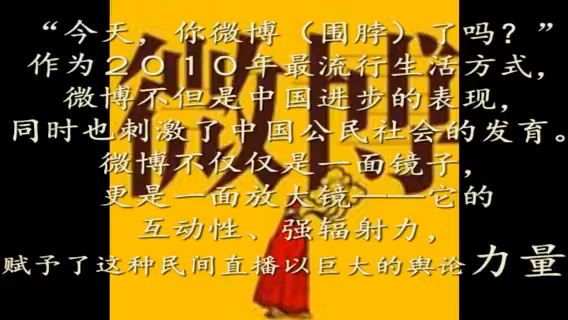 “今天，你微博（围脖）了吗？”
作为２０１０年最流行生活方式，
微博不但是中国进步的表现，
同时也刺激了中国公民社会的发育。
微博不仅仅是一面镜子，
更是一面放大镜——它的
互动性、强辐射力，
赋予了这种民间直播以巨大的舆论力量
微博